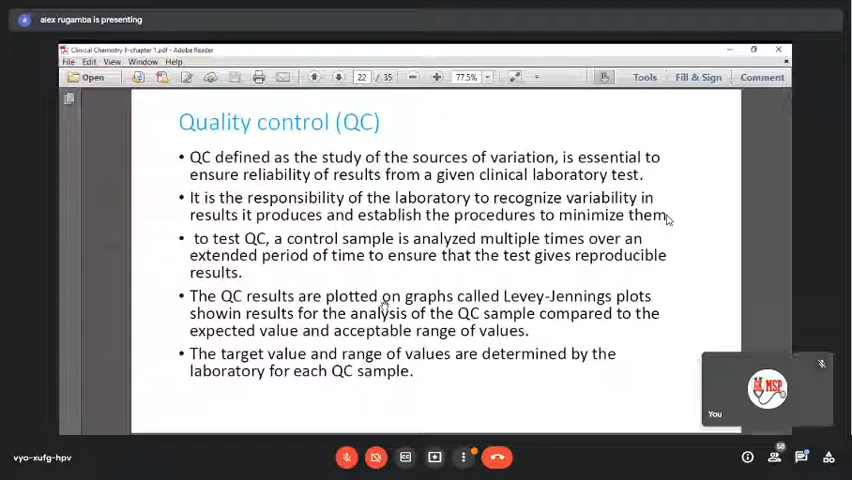 alex rugamba is presenting
Clinical Chemistry II-chapter 1.pdf - Adobe Reader
File Edit View Window Help
Open 22 / 35 77.5% Tools Fill & Sign Comment
Quality control (QC)
• QC defined as the study of the sources of variation, is essential to
ensure reliability of results from a given clinical laboratory test.
• It is the responsibility of the laboratory to recognize variability in
results it produces and establish the procedures to minimize them
• to test QC, a control sample is analyzed multiple times over an
extended period of time to ensure that the test gives reproducible
results.
• The QC results are plotted on graphs called Levey-Jennings plots
showin results for the analysis of the QC sample compared to the
expected value and acceptable range of values.
• The target value and range of values are determined by the
laboratory for each QC sample.
MSP
You
vyo-xufg-hpv
58